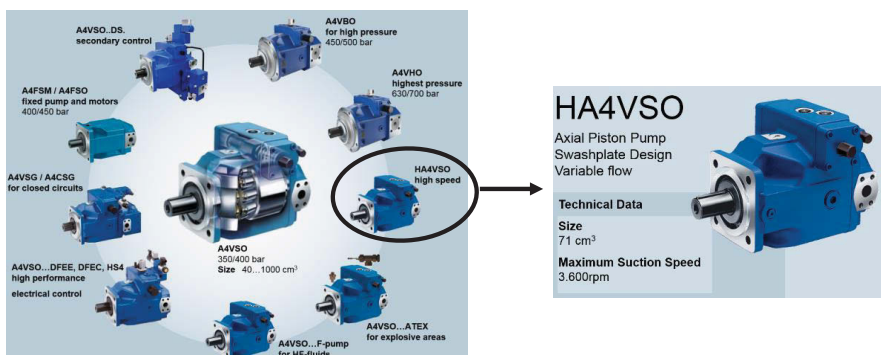 A4VSO..DS.
secondary control
A4VBO
for high pressure
450/500 bar
A4FSM / A4FSO
fixed pump and motors
400/450 bar
A4VHO
highest pressure
630/700 bar
A4VSG / A4CSG
for closed circuits
HA4VSO
high speed
A4VSO
350/400 bar
Size 40...1000 cm³
A4VSO...DFEE, DFEC, HS4
high performance
electrical control
A4VSO...ATEX
for explosive areas
A4VSO...F-pump
for HF-fluids
HA4VSO
Axial Piston Pump
Swashplate Design
Variable flow
Technical Data
Size
71 cm³
Maximum Suction Speed
3.600rpm